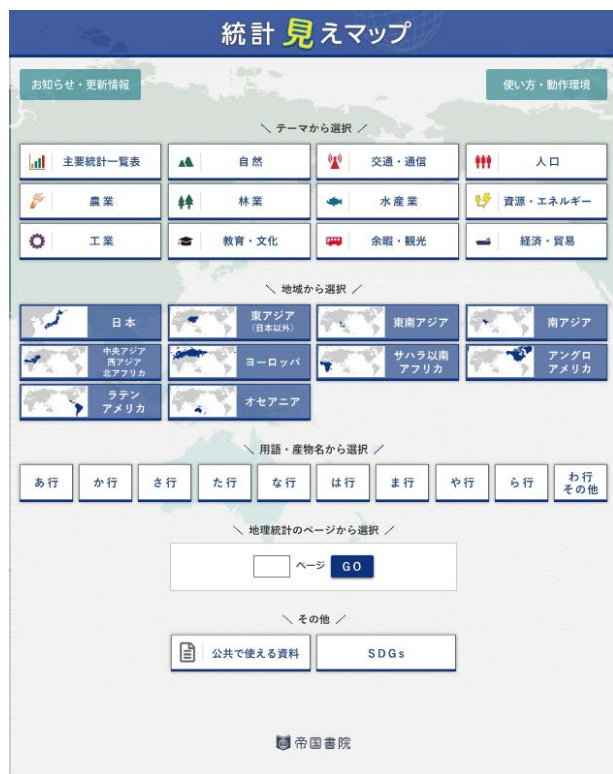 統計見えマップ
お知らせ・更新情報
使い方・動作環境
テーマから選択
主要統計一覧表
自然
交通・通信
人口
農業
林業
水産業
資源・エネルギー
工業
教育・文化
余暇・観光
経済・貿易
地域から選択
日本
東アジア
(日本以外)
東南アジア
南アジア
中央アジア
西アジア
北アフリカ
ヨーロッパ
サハラ以南
アフリカ
アングロ
アメリカ
ラテン
アメリカ
オセアニア
用語・産物名から選択
あ行
か行
さ行
た行
な行
は行
ま行
や行
ら行
わ行
その他
地理統計のページから選択
ページ
GO
その他
公共で使える資料
SDGs
帝国書院